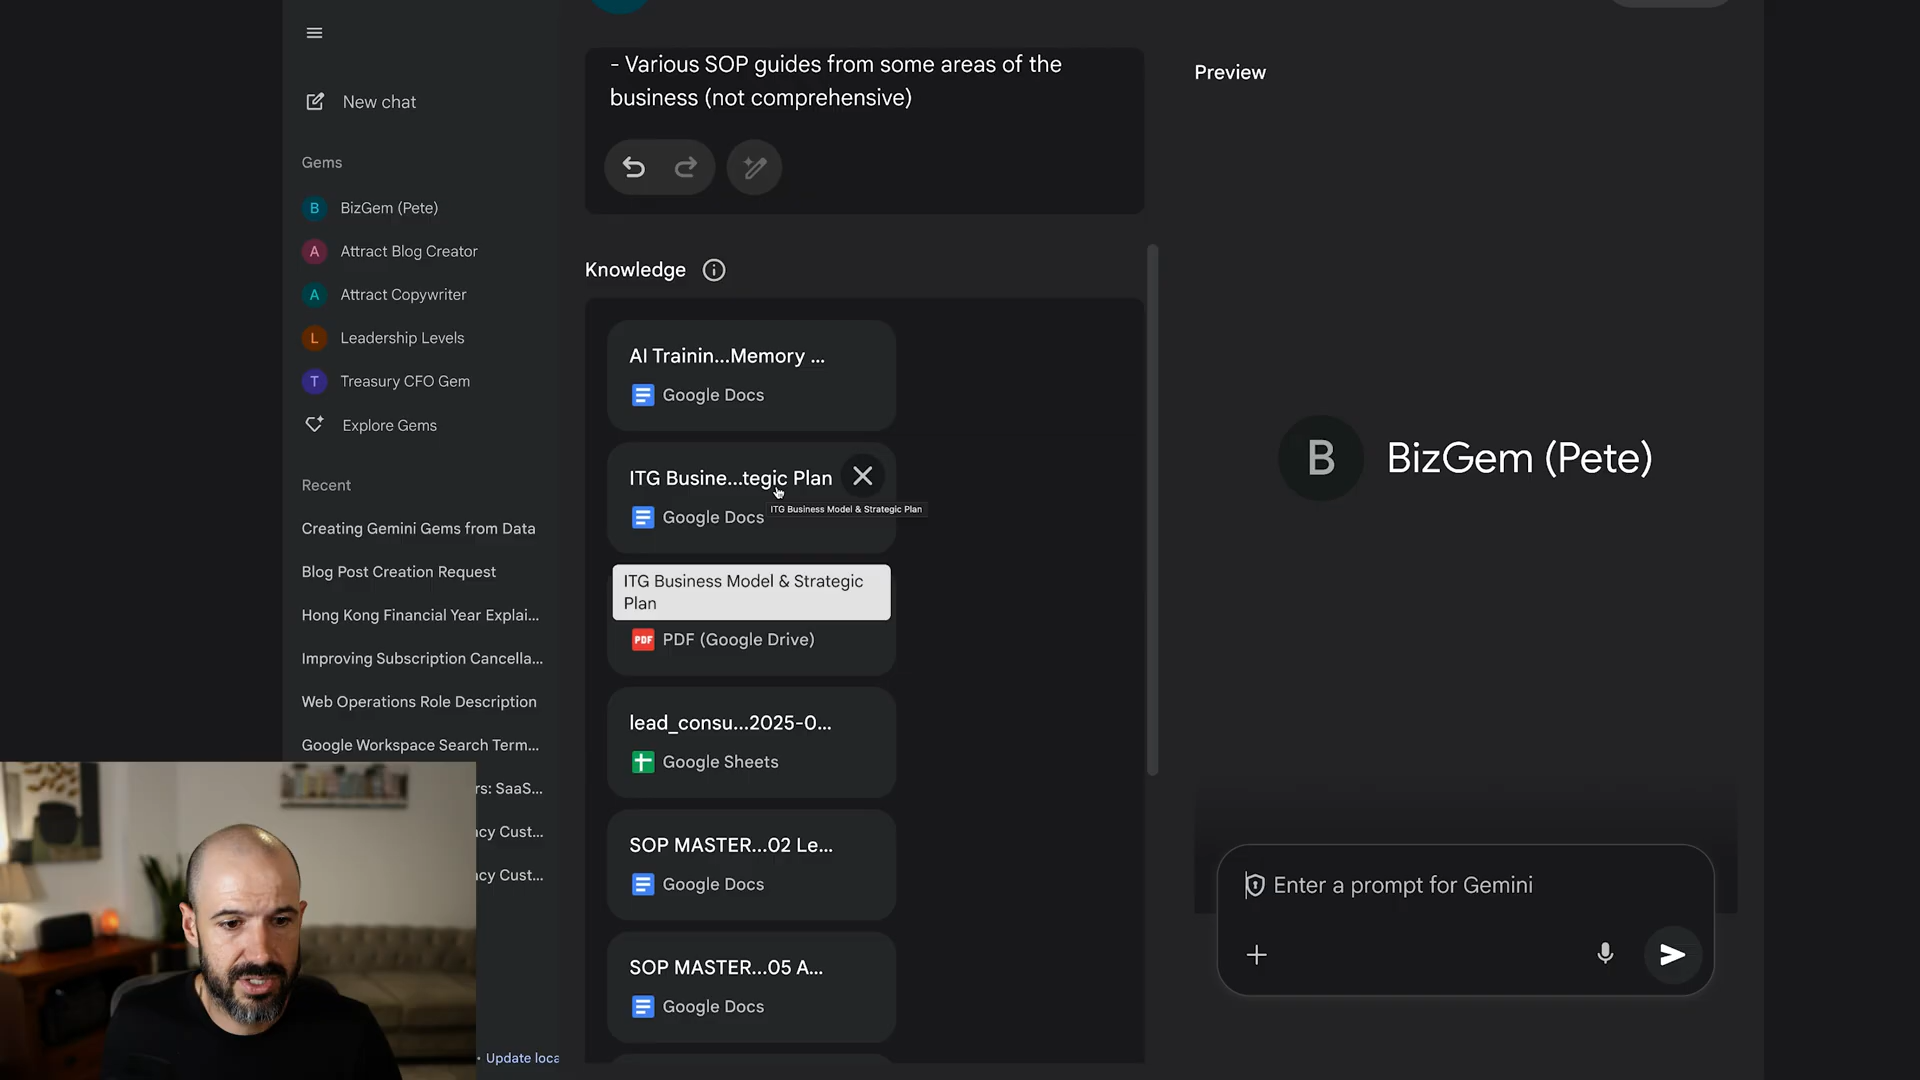 New chat
Gems
B BizGem (Pete)
A Attract Blog Creator
A Attract Copywriter
L Leadership Levels
T Treasury CFO Gem
Explore Gems
Recent
Creating Gemini Gems from Data
Blog Post Creation Request
Hong Kong Financial Year Explai...
Improving Subscription Cancella...
Web Operations Role Description
Google Workspace Search Term...
rs: SaaS...
ncy Cust...
ncy Cust...
• Update loca
- Various SOP guides from some areas of the
business (not comprehensive)
Knowledge
AI Trainin...Memory ...
Google Docs
ITG Busine...tegic Plan
Google Docs
ITG Business Model & Strategic Plan
ITG Business Model & Strategic
Plan
PDF PDF (Google Drive)
lead_consu...2025-0...
Google Sheets
SOP MASTER...02 Le...
Google Docs
SOP MASTER...05 A...
Google Docs
Preview
B BizGem (Pete)
Enter a prompt for Gemini